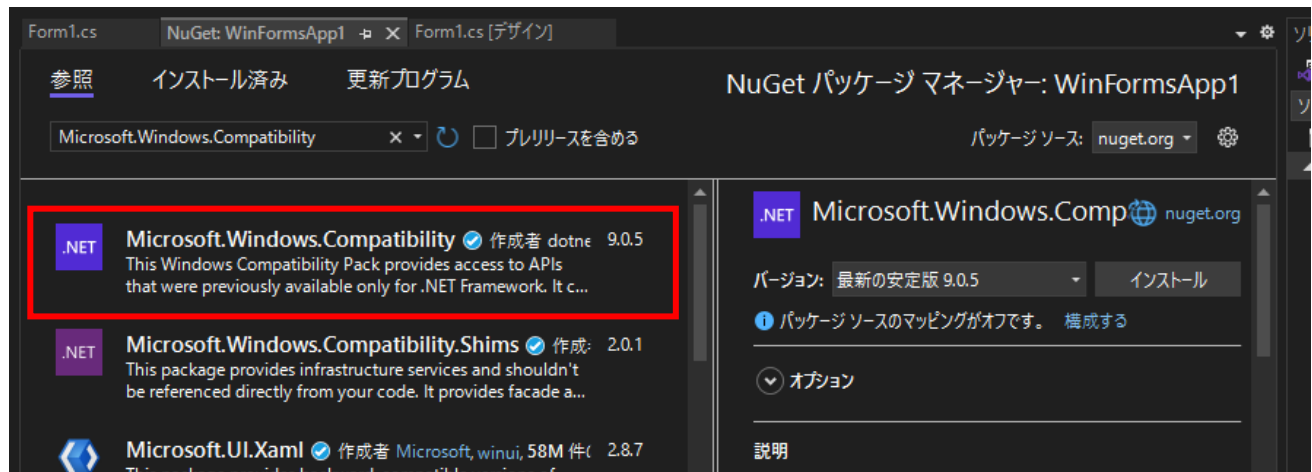 Form1.cs
NuGet: WinFormsApp1
Form1.cs [デザイン]
参照
インストール済み
更新プログラム
NuGet パッケージ マネージャー: WinFormsApp1
Microsoft.Windows.Compatibility
プレリリースを含める
パッケージ ソース: nuget.org
.NET
Microsoft.Windows.Compatibility 作成者 dotne 9.0.5
This Windows Compatibility Pack provides access to APIs
that were previously available only for .NET Framework. It c...
.NET
Microsoft.Windows.Compatibility.Shims 作成 2.0.1
This package provides infrastructure services and shouldn't
be referenced directly from your code. It provides facade a...
Microsoft.UI.Xaml 作成者 Microsoft, winui, 58M 件 2.8.7
.NET
Microsoft.Windows.Comp nuget.org
バージョン: 最新の安定版 9.0.5
インストール
パッケージ ソースのマッピングがオフです。 構成する
オプション
説明